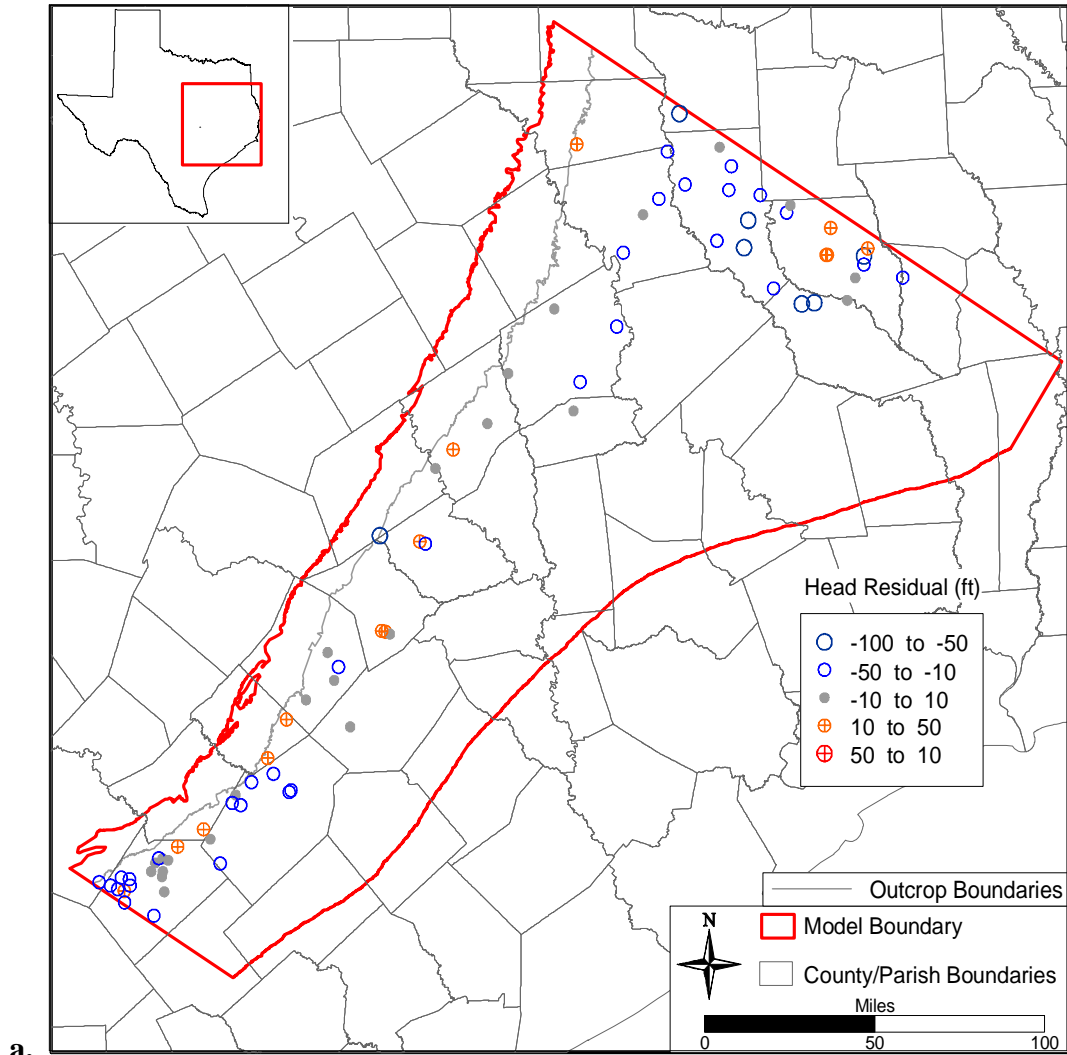 Head Residual (ft)
-100 to -50
-50 to -10
-10 to 10
10 to 50
50 to 10
Outcrop Boundaries
N
Model Boundary
County/Parish Boundaries
Miles
0 50 100
a.